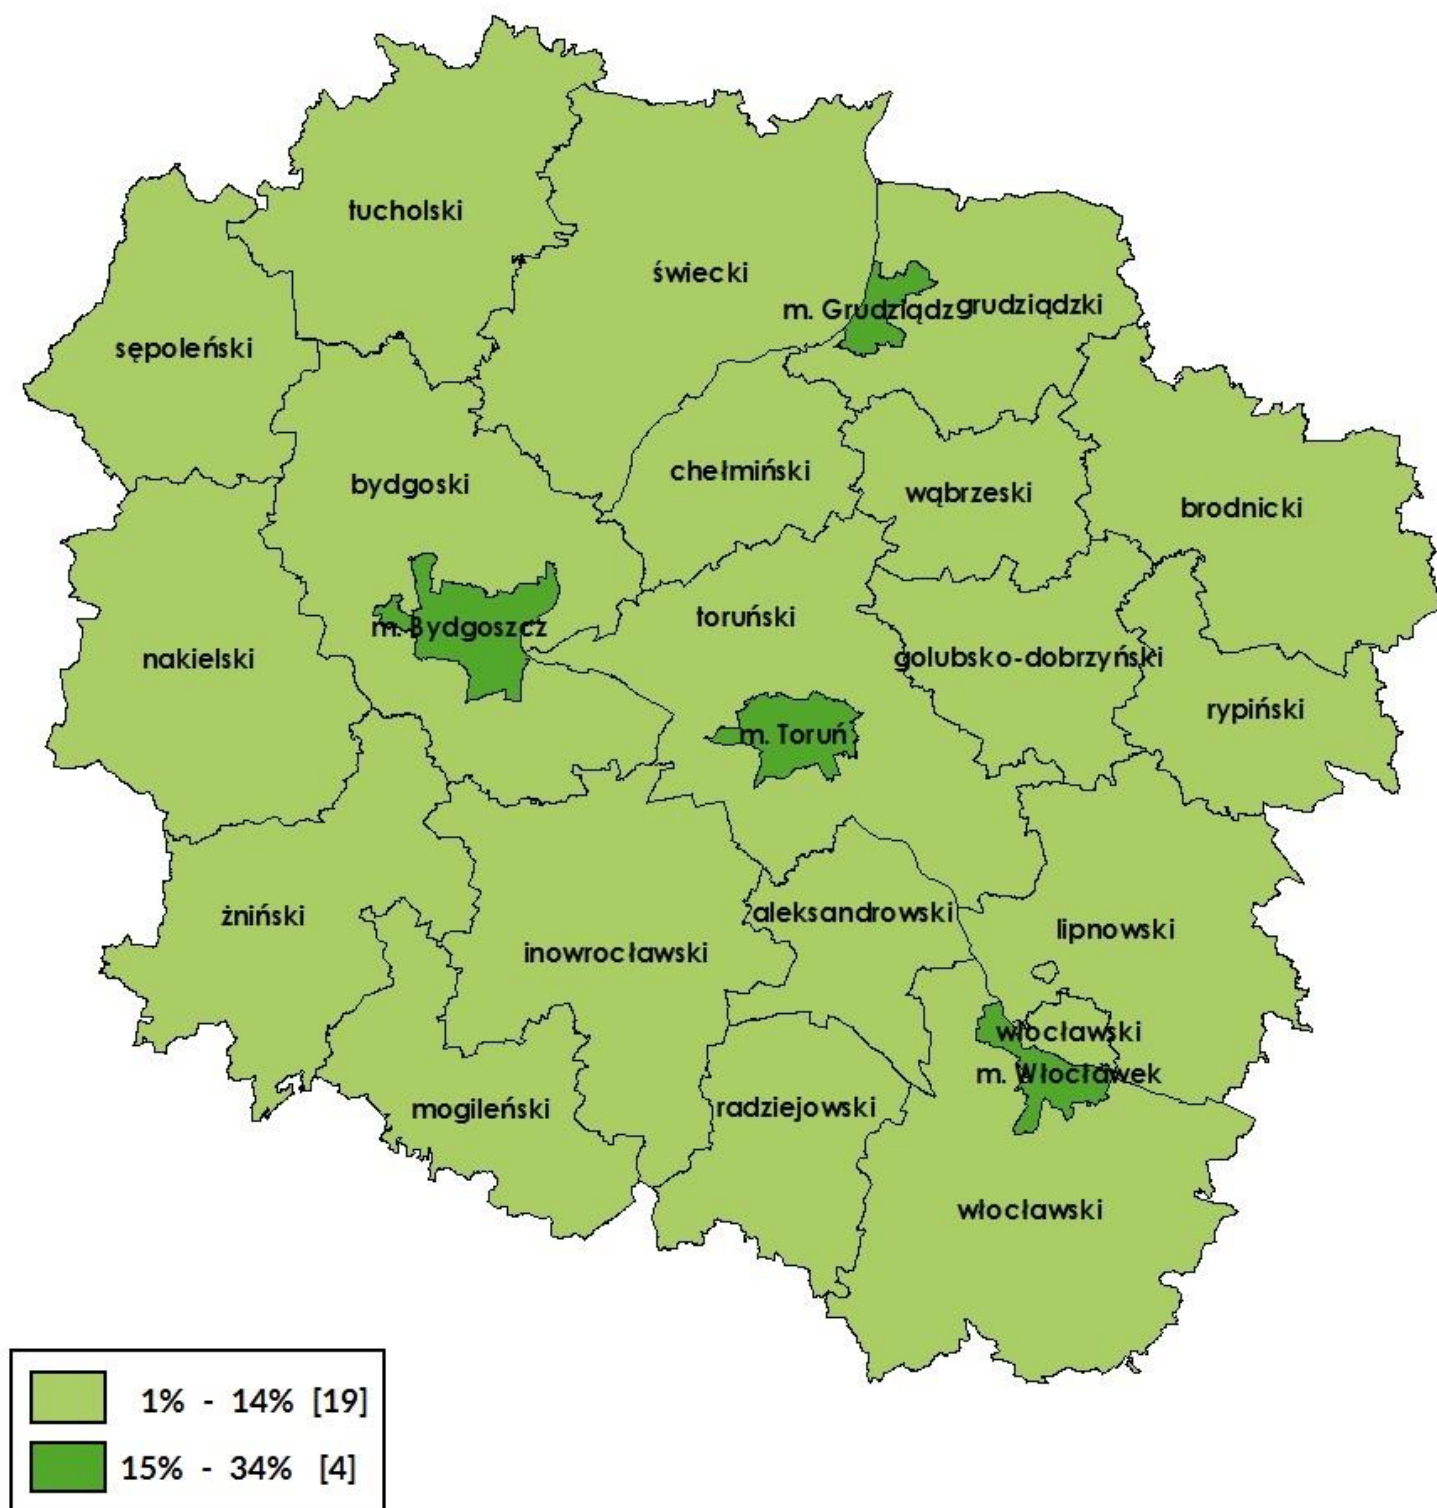 tucholski
świecki
m. Grudziądz
grudziądzki
sępoleński
chełmiński
bydgoski
wąbrzeski
brodnicki
toruński
m. Bydgoszcz
nakielski
golubsko-dobrzyński
rypiński
m. Toruń
żniński
aleksandrowski
lipnowski
inowrocławski
włocławski
m. Włocławek
mogileński
radziejowski
włocławski
1% - 14% [19]
15% - 34% [4]